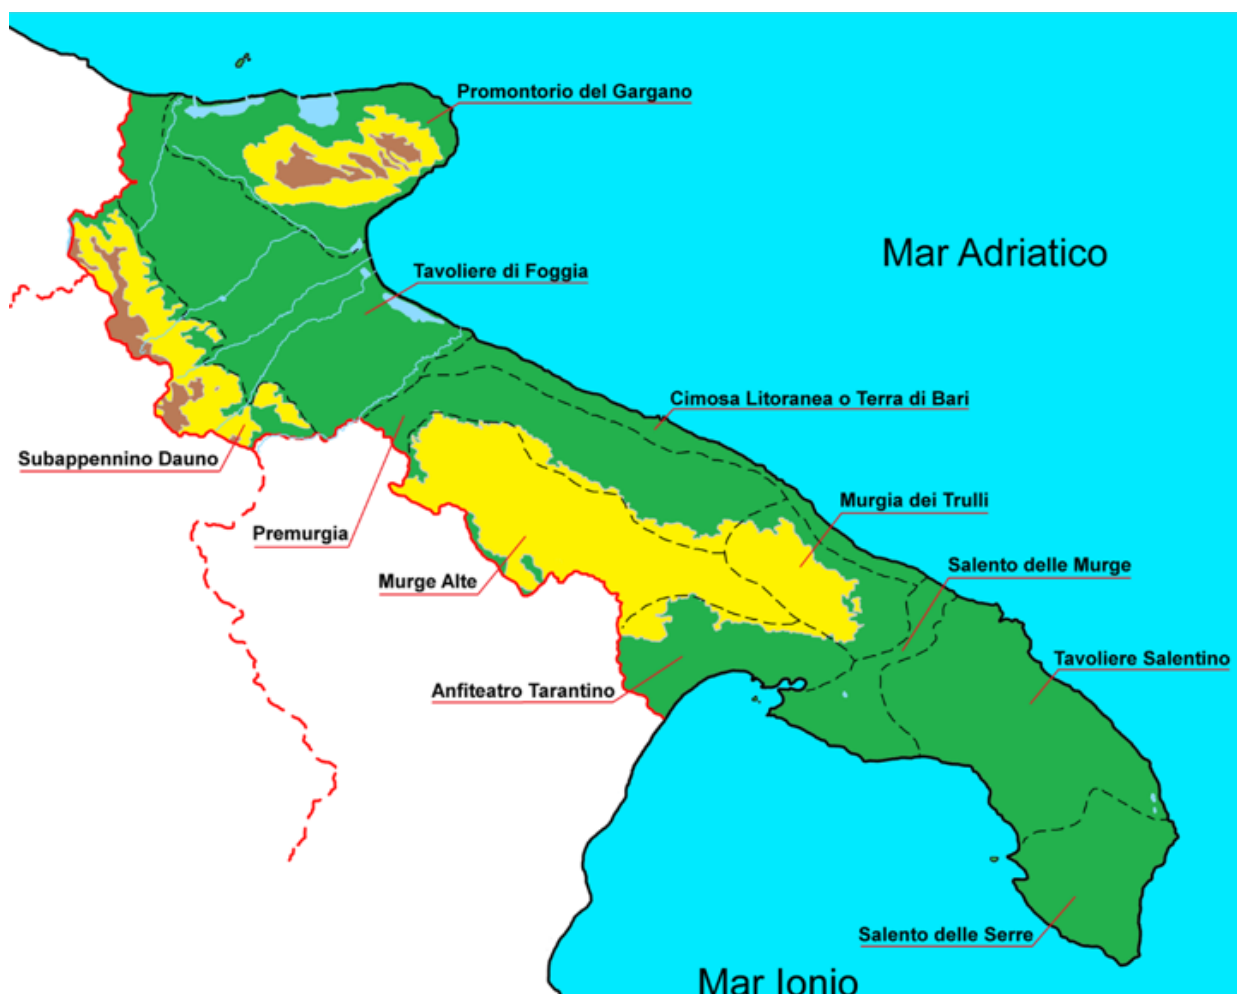 Promontorio del Gargano
Mar Adriatico
Tavoliere di Foggia
Cimosa Litoranea o Terra di Bari
Subappennino Dauno
Murgia dei Trulli
Premurgia
Salento delle Murge
Murge Alte
Tavoliere Salentino
Anfiteatro Tarantino
Salento delle Serre
Mar Ionio